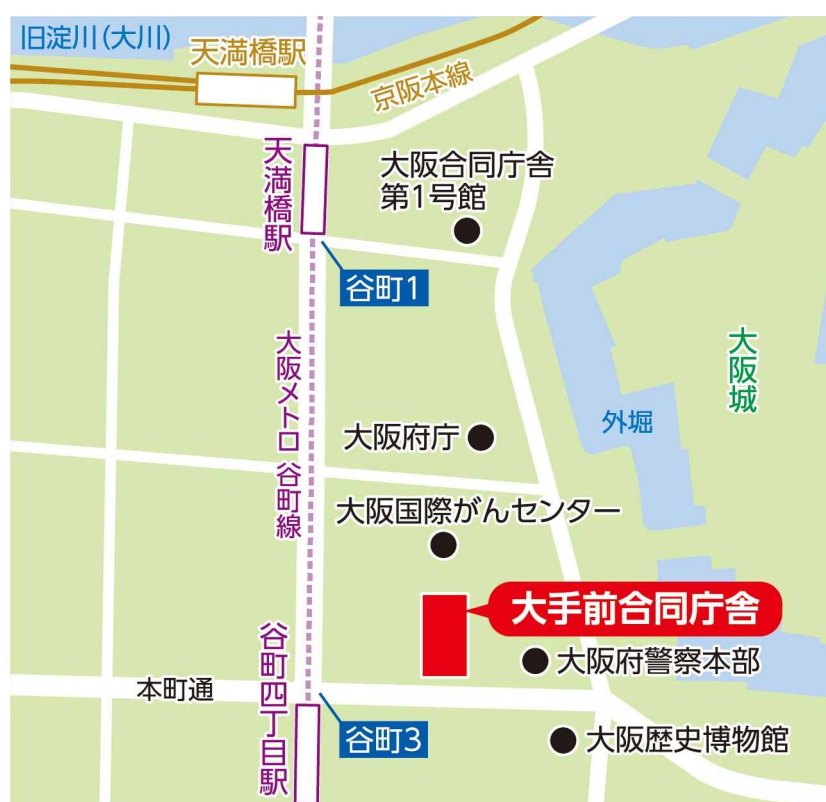 旧淀川(大川)
天満橋駅
京阪本線
天満橋駅
大阪合同庁舎
第1号館
谷町1
大阪メトロ 谷町線
大阪城
外堀
大阪府庁
大阪国際がんセンター
大手前合同庁舎
谷町四丁目駅
大阪府警察本部
本町通
谷町3
大阪歴史博物館